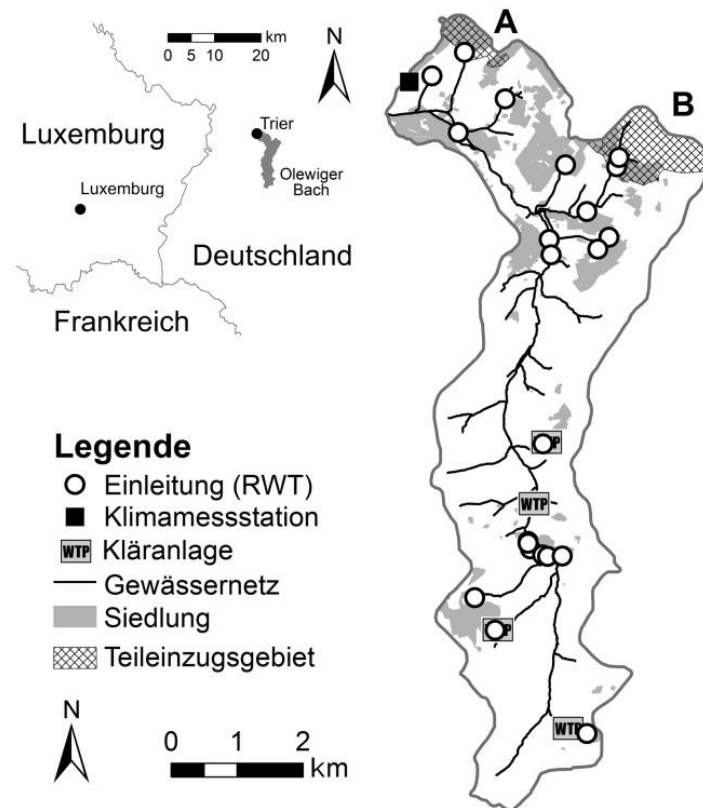 0 5 10 20 km
N
Luxemburg
Luxemburg
Trier
Olewiger
Bach
Deutschland
Frankreich
A
B
WTP
WTP
Legende
Einleitung (RWT)
Klimamessstation
WTP Kläranlage
Gewässernetz
Siedlung
Teileinzugsgebiet
N
0 1 2
km